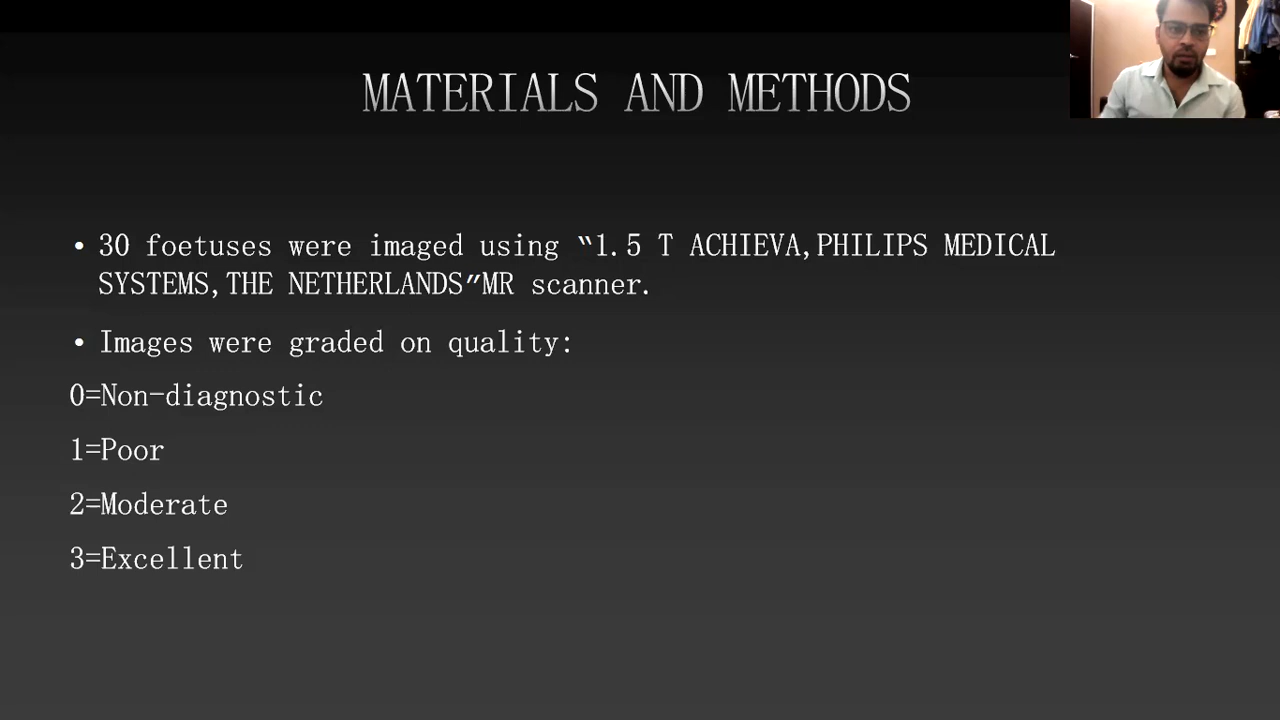 MATERIALS AND METHODS
• 30 foetuses were imaged using “1.5 T ACHIEVA,PHILIPS MEDICAL
SYSTEMS,THE NETHERLANDS”MR scanner.
• Images were graded on quality:
0=Non-diagnostic
1=Poor
2=Moderate
3=Excellent